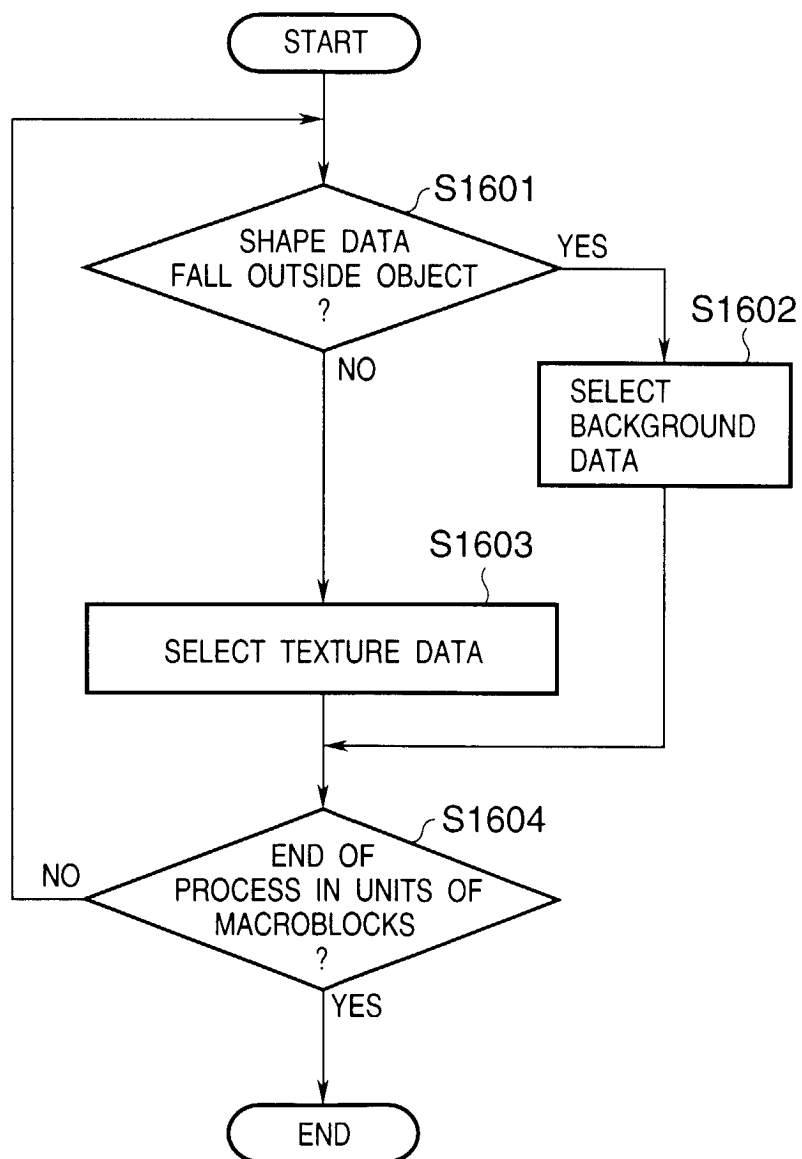 START
S1601
SHAPE DATA
FALL OUTSIDE OBJECT
?
YES
NO
S1602
SELECT
BACKGROUND
DATA
S1603
SELECT TEXTURE DATA
S1604
END OF
PROCESS IN UNITS OF
MACROBLOCKS
?
NO
YES
END